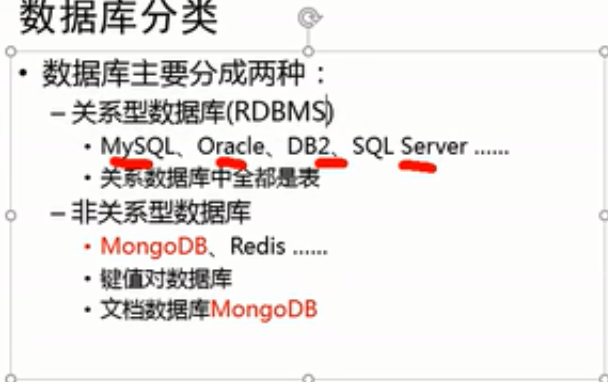 数据库分类
• 数据库主要分成两种：
– 关系型数据库(RDBMS)
• MySQL、Oracle、DB2、SQL Server ......
• 关系数据库中全都是表
– 非关系型数据库
• MongoDB、Redis ......
• 键值对数据库
• 文档数据库MongoDB